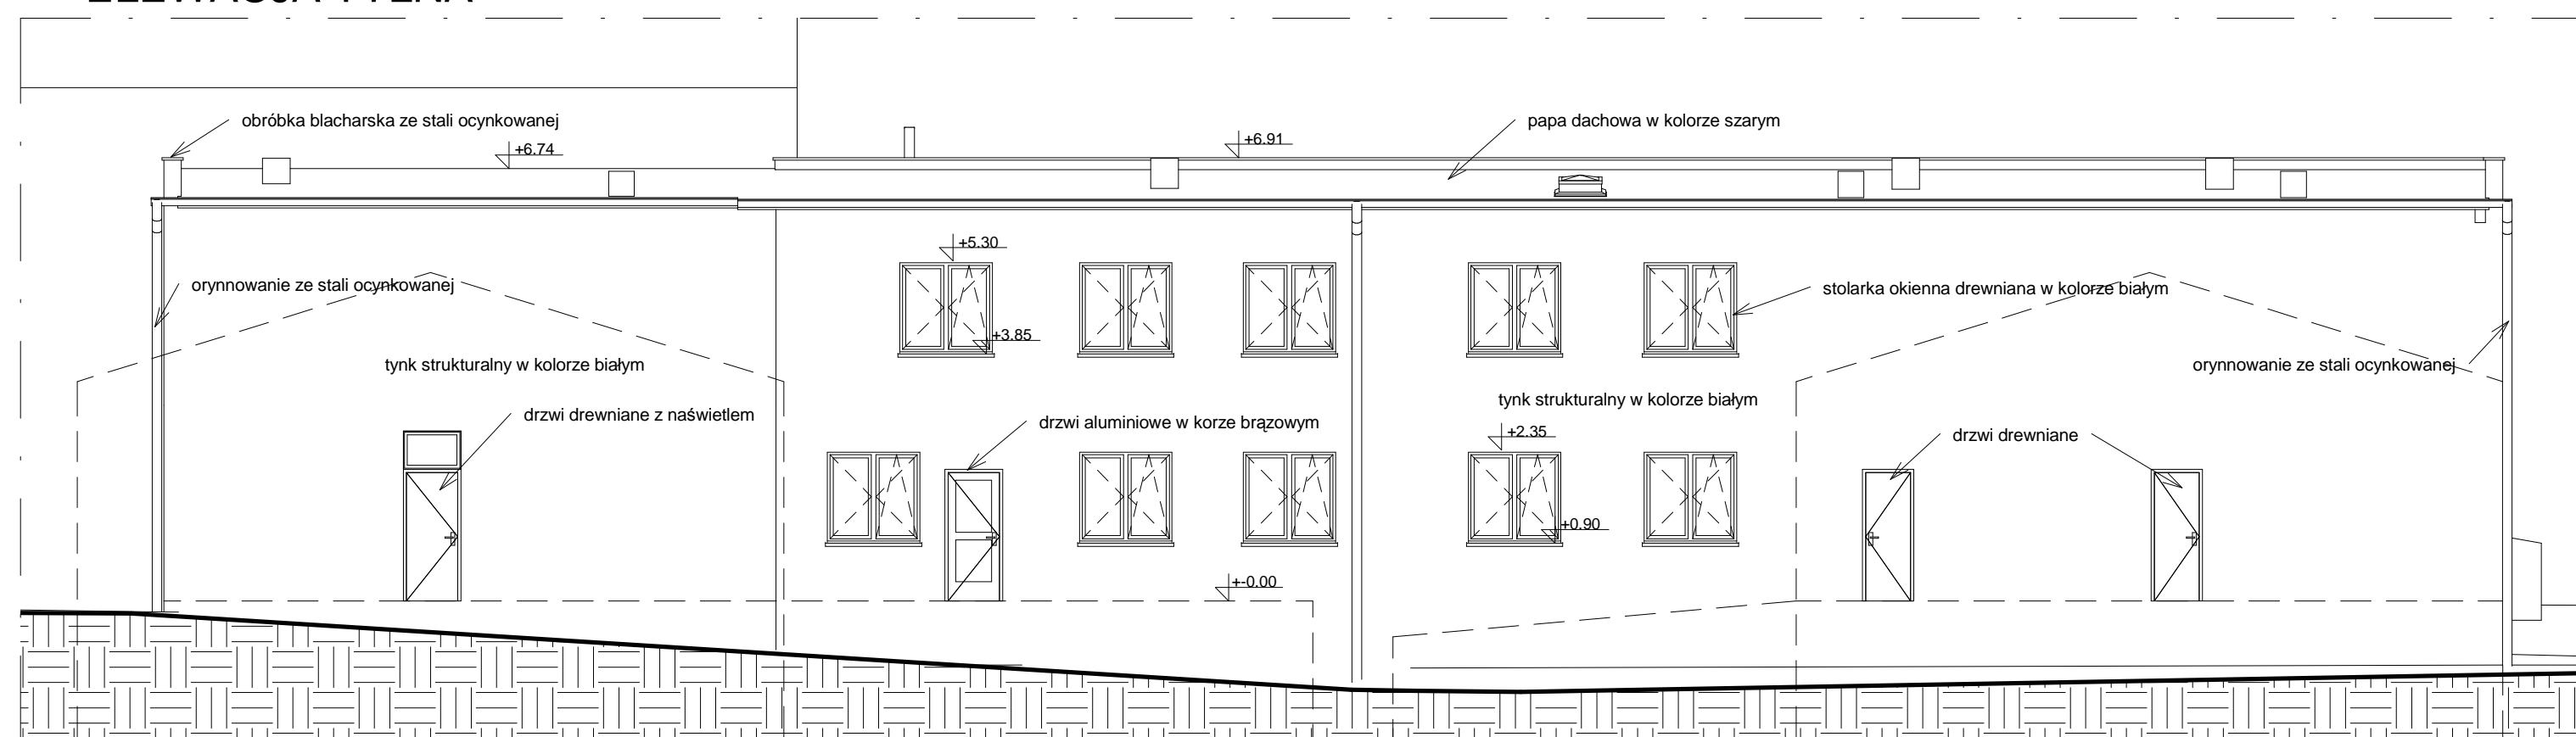 ELEWACJA TYLNA
obróbka blacharska ze stali ocynkowanej
papa dachowa w kolorze szarym
+6.74
+6.91
+5.30
orynnowanie ze stali ocynkowanej
stolarka okienna drewniana w kolorze białym
+3.85
tynk strukturalny w kolorze białym
orynnowanie ze stali ocynkowanej
tynk strukturalny w kolorze białym
drzwi drewniane z naświetlem
drzwi aluminiowe w korze brązowym
+2.35
drzwi drewniane
+0.90
+-0.00